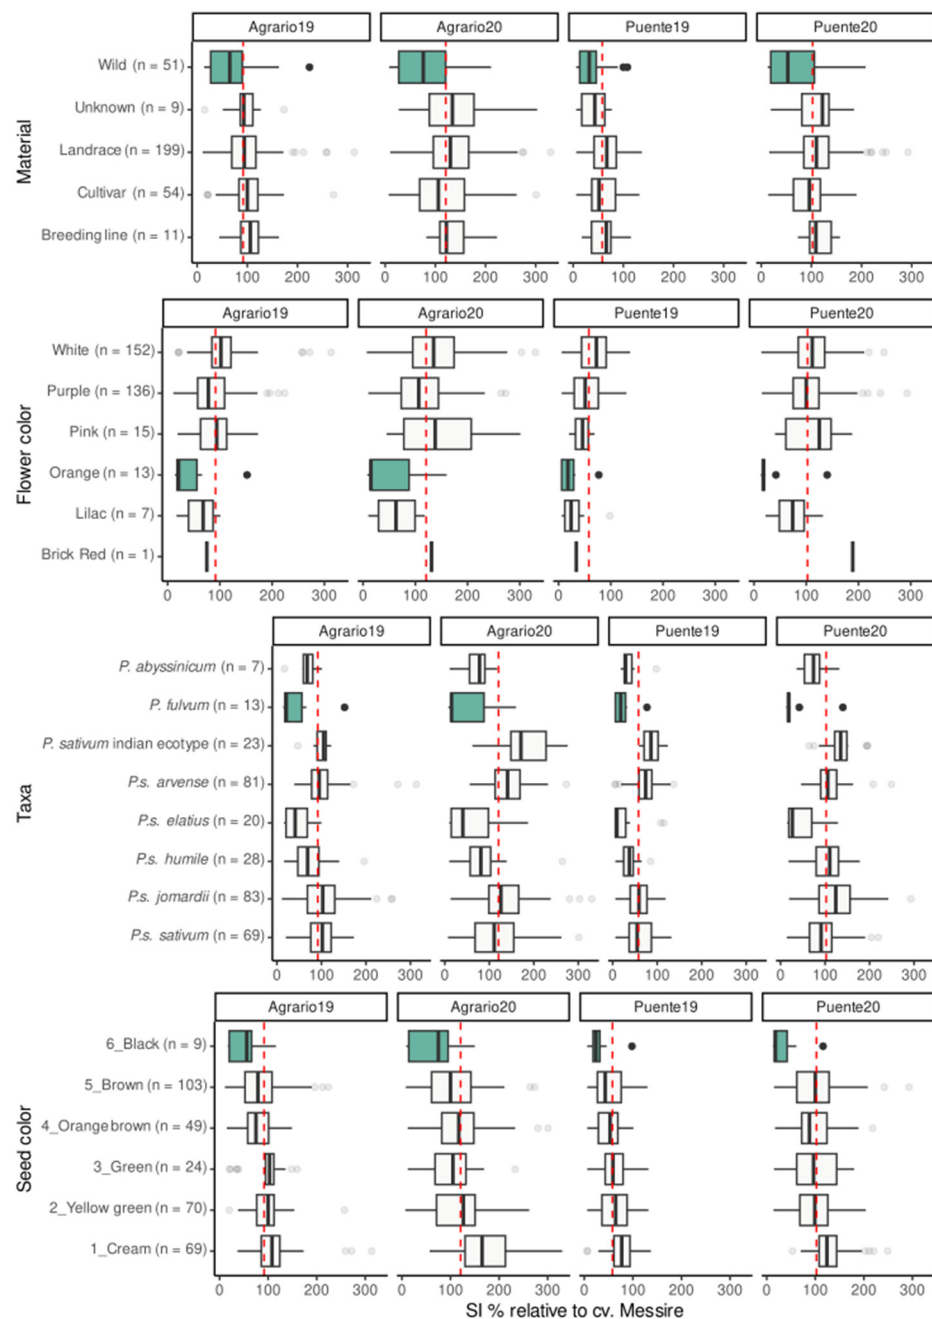 Agrario19 Agrario20 Puente19 Puente20
Material
Wild (n = 51)
Unknown (n = 9)
Landrace (n = 199)
Cultivar (n = 54)
Breeding line (n = 11)
0 100 200 300 0 100 200 300 0 100 200 300 0 100 200 300
Agrario19 Agrario20 Puente19 Puente20
Flower color
White (n = 152)
Purple (n = 136)
Pink (n = 15)
Orange (n = 13)
Lilac (n = 7)
Brick Red (n = 1)
0 100 200 300 0 100 200 300 0 100 200 300 0 100 200 300
Agrario19 Agrario20 Puente19 Puente20
Taxa
P. abyssinicum (n = 7)
P. fulvum (n = 13)
P. sativum indian ecotype (n = 23)
P.s. arvense (n = 81)
P.s. elatius (n = 20)
P.s. humile (n = 28)
P.s. jomardii (n = 83)
P.s. sativum (n = 69)
0 100 200 300 0 100 200 300 0 100 200 300 0 100 200 300
Agrario19 Agrario20 Puente19 Puente20
Seed color
6_Black (n = 9)
5_Brown (n = 103)
4_Orange brown (n = 49)
3_Green (n = 24)
2_Yellow green (n = 70)
1_Cream (n = 69)
0 100 200 300 0 100 200 300 0 100 200 300 0 100 200 300
SI % relative to cv. Messire